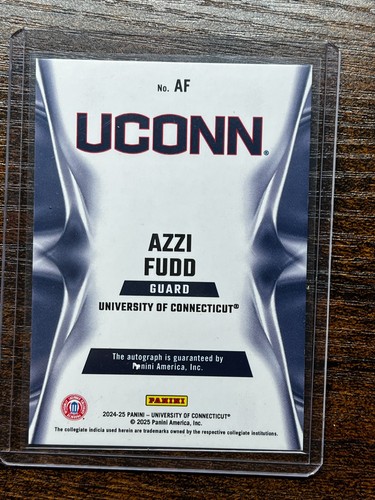 No. AF
UCONN®
AZZI
FUDD
GUARD
UNIVERSITY OF CONNECTICUT®
The autograph is guaranteed by
Panini America, Inc.
PANINI
2024-25 PANINI – UNIVERSITY OF CONNECTICUT®
© 2025 Panini America, Inc.
The collegiate indicia used herein are trademarks owned by the respective collegiate institutions.